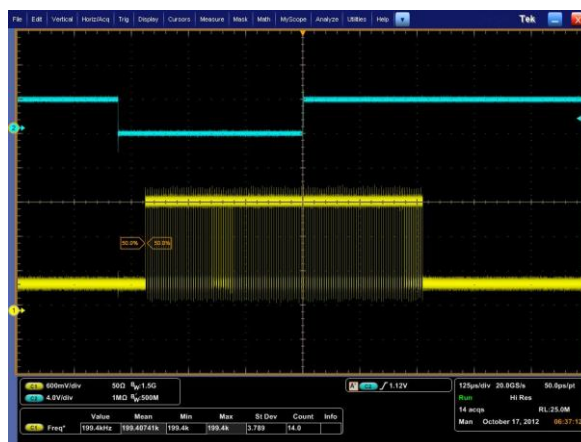 File Edit Vertical Horiz/Acq Trig Display Cursors Measure Mask Math MyScope Analyze Utilities Help Tek
2
50.0% 50.0%
1
C1 600mV/div 50Ω BW:1.5G
C2 4.0V/div 1MΩ BW:500M
A' C2 1.12V
125µs/div 20.0GS/s 50.0ps/pt
Run Hi Res
14 acqs RL:25.0M
Man October 17, 2012 06:37:12
Value Mean Min Max St Dev Count Info
C1 Freq* 199.4kHz 199.40741k 199.4k 199.4k 3.789 14.0